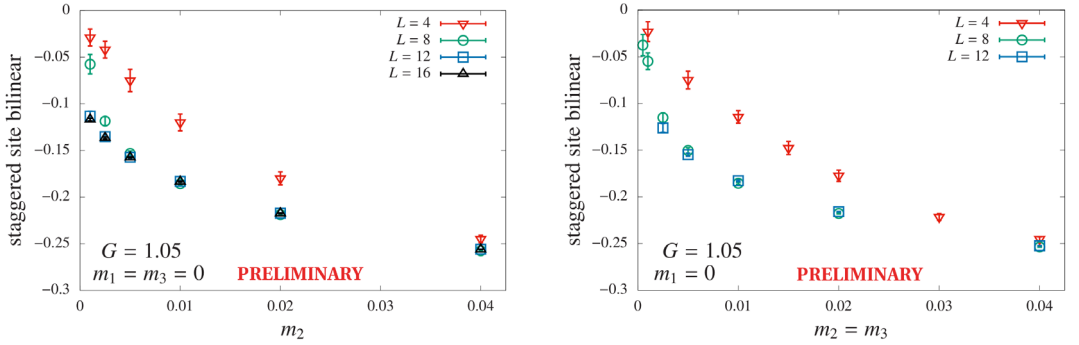 staggered site bilinear
0
−0.05
−0.1
−0.15
−0.2
−0.25
−0.3
L = 4
L = 8
L = 12
L = 16
G = 1.05
m₁ = m₃ = 0
PRELIMINARY
0 0.01 0.02 0.03 0.04
m₂
staggered site bilinear
0
−0.05
−0.1
−0.15
−0.2
−0.25
−0.3
L = 4
L = 8
L = 12
G = 1.05
m₁ = 0
PRELIMINARY
0 0.01 0.02 0.03 0.04
m₂ = m₃